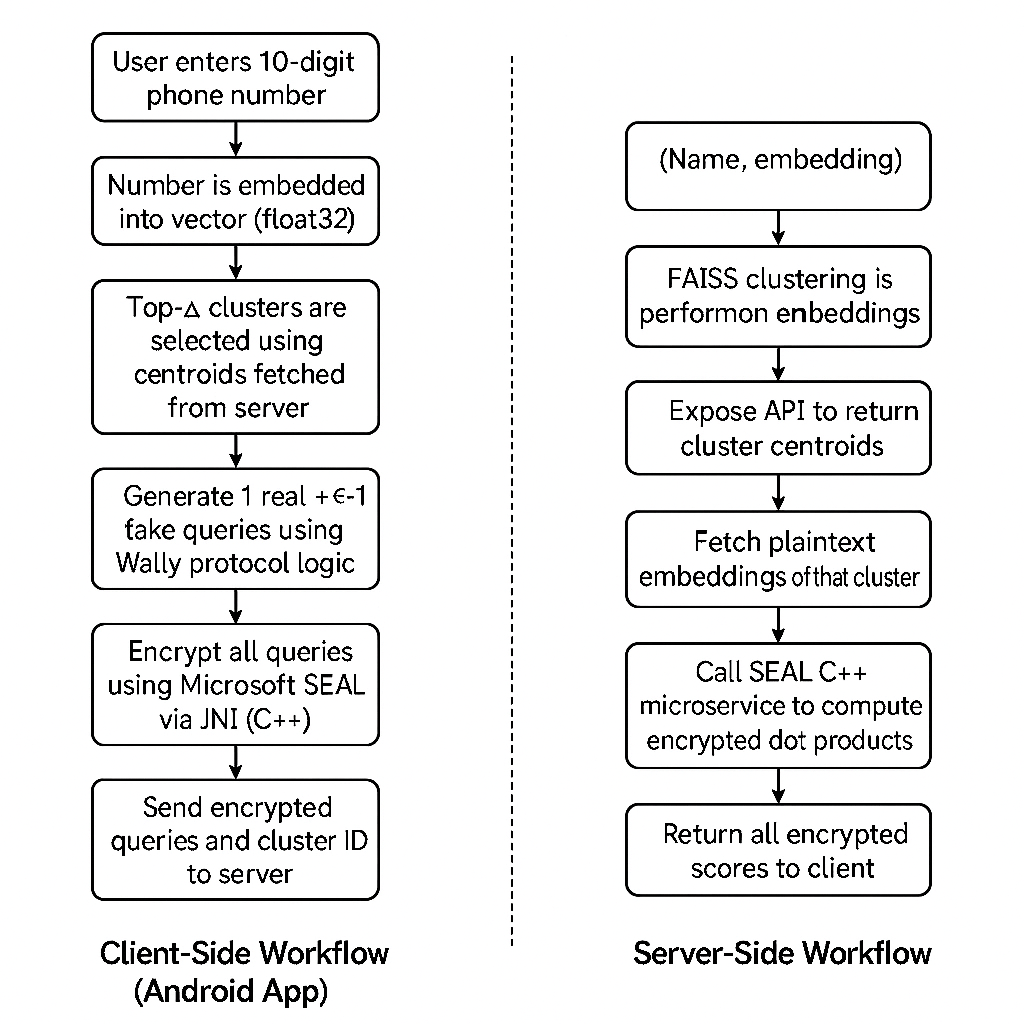 User enters 10-digit
phone number
Number is embedded
into vector (float32)
Top-Δ clusters are
selected using
centroids fetched
from server
Generate 1 real +ϵ-1
fake queries using
Wally protocol logic
Encrypt all queries
using Microsoft SEAL
via JNI (C++)
Send encrypted
queries and cluster ID
to server
Client-Side Workflow
(Android App)
(Name, embedding)
FAISS clustering is
performon enbeddings
Expose API to return
cluster centroids
Fetch plaintext
embeddings of that cluster
Call SEAL C++
microservice to compute
encrypted dot products
Return all encrypted
scores to client
Server-Side Workflow